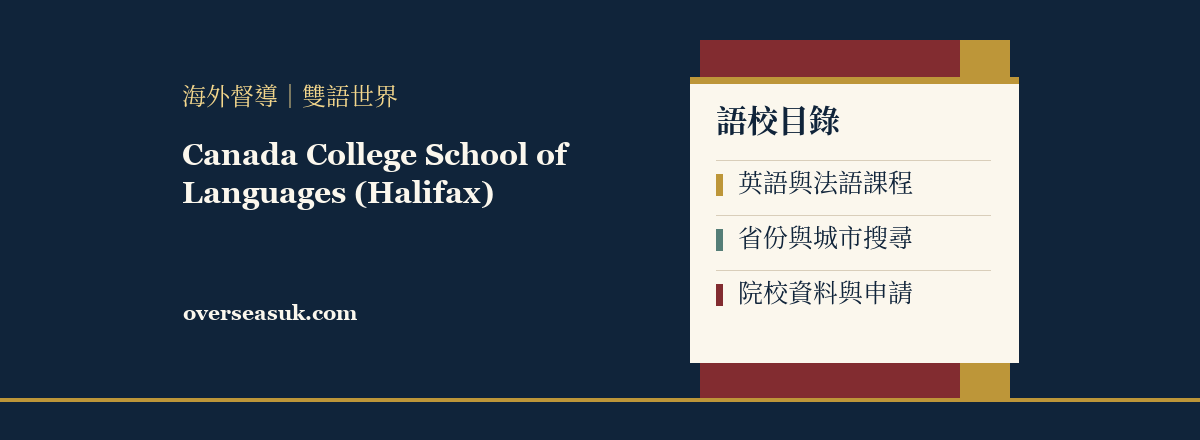 海外督導｜雙語世界
Canada College School of
Languages (Halifax)
overseasuk.com
語校目錄
英語與法語課程
省份與城市搜尋
院校資料與申請